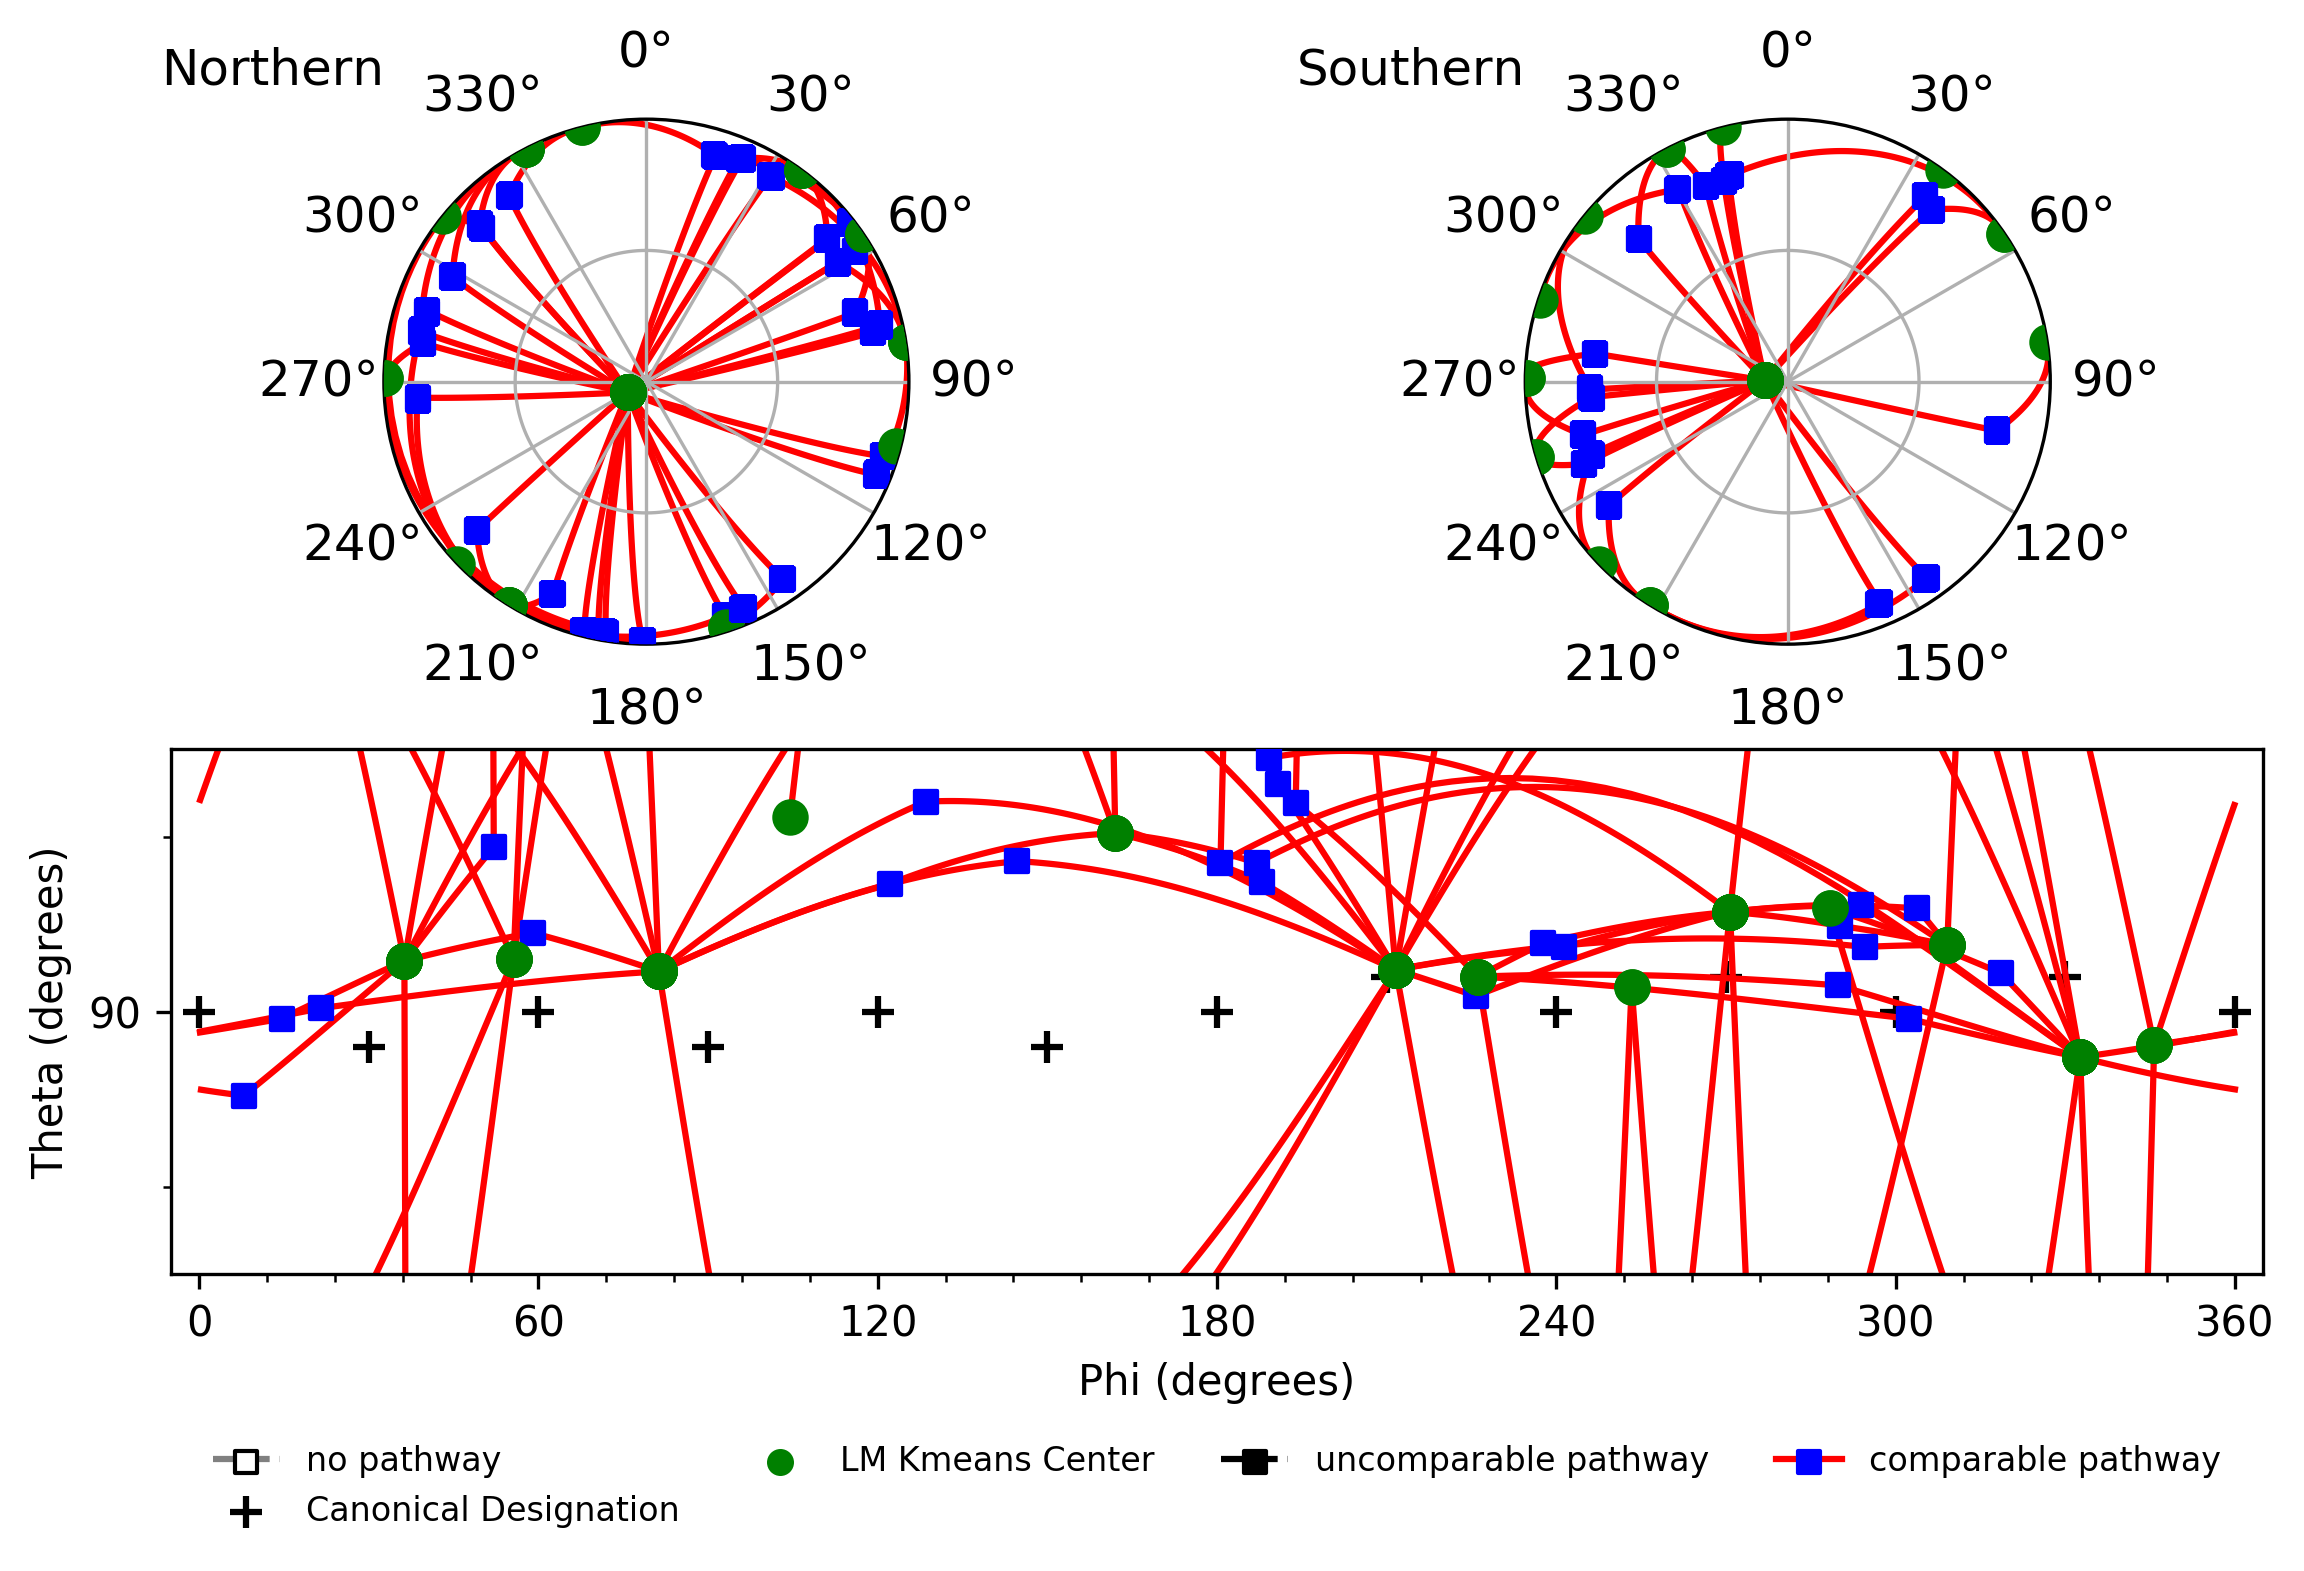 Northern
0°
30°
60°
90°
120°
150°
180°
210°
240°
270°
300°
330°
Southern
0°
30°
60°
90°
120°
150°
180°
210°
240°
270°
300°
330°
Theta (degrees)
90
0 60 120 180 240 300 360
Phi (degrees)
no pathway
Canonical Designation
LM Kmeans Center
uncomparable pathway
comparable pathway